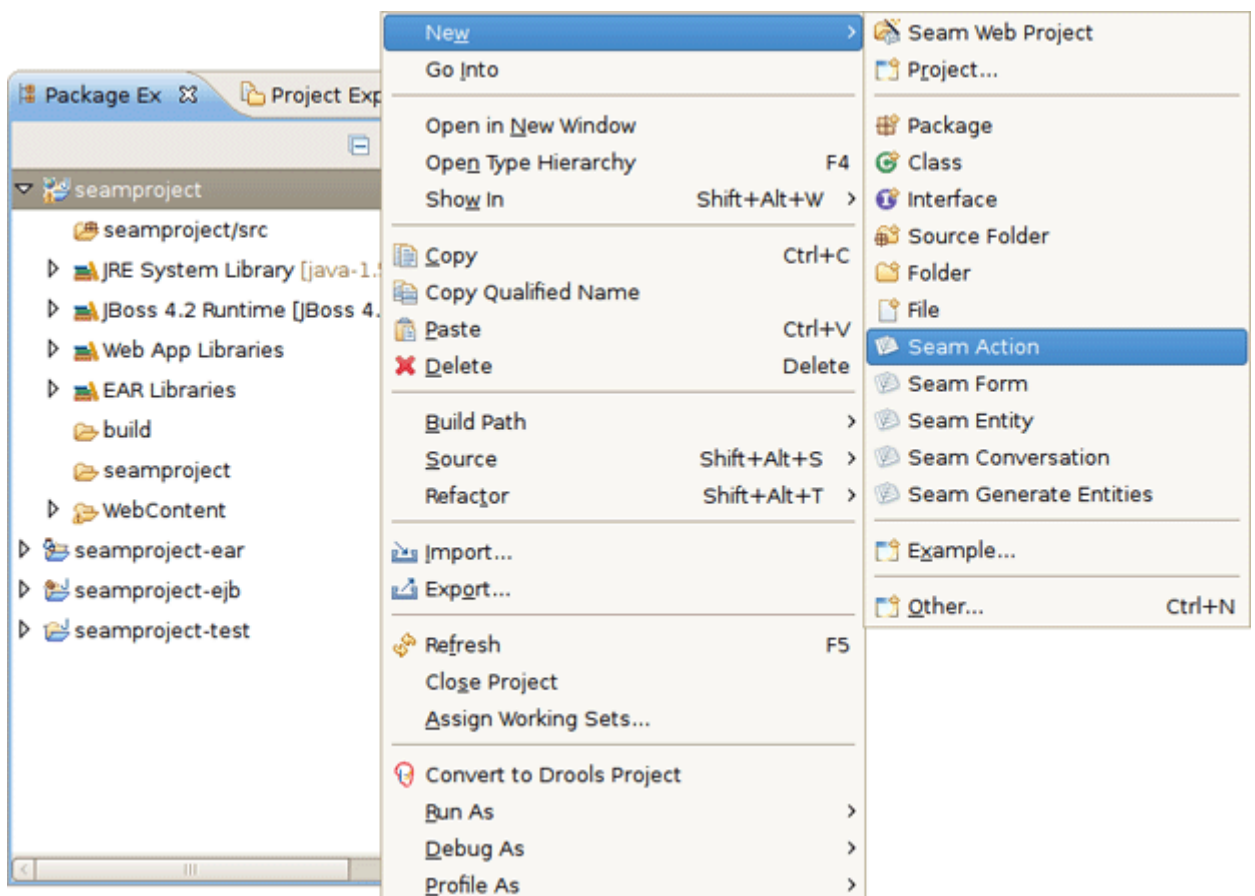 Package Ex
Project Exp
seamproject
seamproject/src
JRE System Library [java-1.5
JBoss 4.2 Runtime [JBoss 4.
Web App Libraries
EAR Libraries
build
seamproject
WebContent
seamproject-ear
seamproject-ejb
seamproject-test
New
Go Into
Open in New Window
Open Type Hierarchy F4
Show In Shift+Alt+W
Copy Ctrl+C
Copy Qualified Name
Paste Ctrl+V
Delete Delete
Build Path
Source Shift+Alt+S
Refactor Shift+Alt+T
Import...
Export...
Refresh F5
Close Project
Assign Working Sets...
Convert to Drools Project
Run As
Debug As
Profile As
Seam Web Project
Project...
Package
Class
Interface
Source Folder
Folder
File
Seam Action
Seam Form
Seam Entity
Seam Conversation
Seam Generate Entities
Example...
Other... Ctrl+N